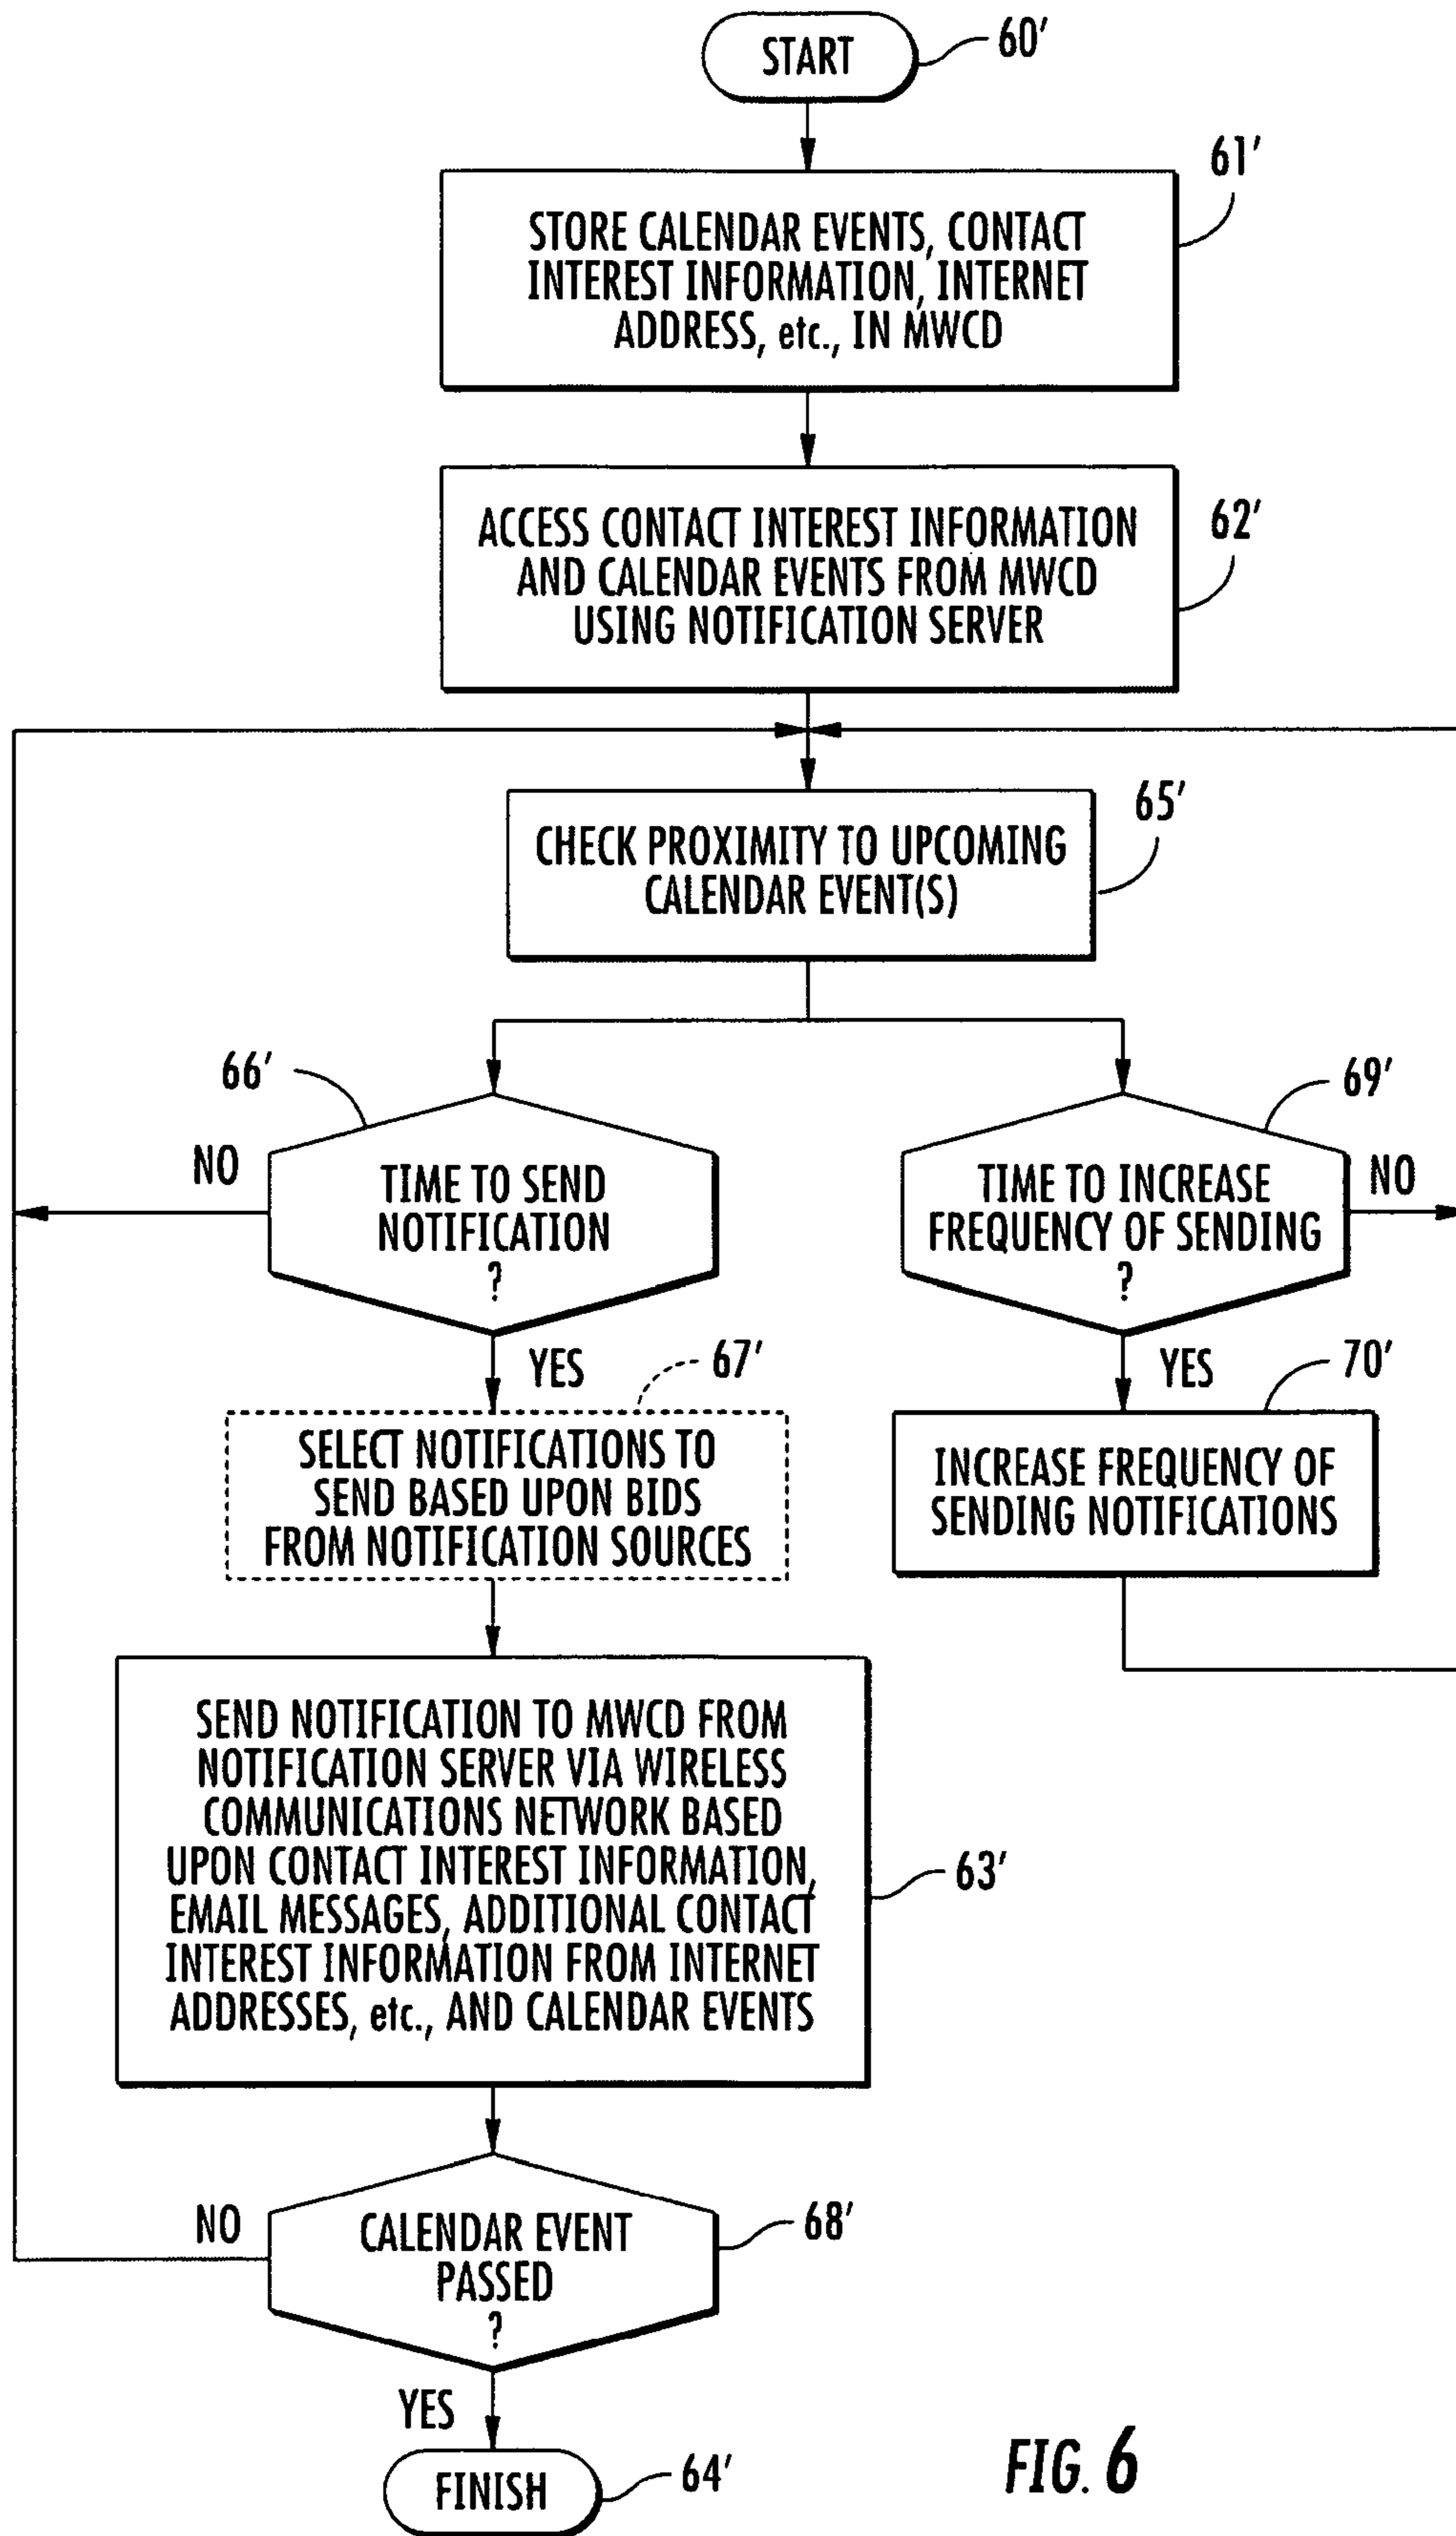 START
60'
61'
STORE CALENDAR EVENTS, CONTACT
INTEREST INFORMATION, INTERNET
ADDRESS, etc., IN MWCD
ACCESS CONTACT INTEREST INFORMATION
AND CALENDAR EVENTS FROM MWCD
USING NOTIFICATION SERVER
62'
65'
CHECK PROXIMITY TO UPCOMING
CALENDAR EVENT(S)
66'
69'
NO
TIME TO SEND
NOTIFICATION
?
TIME TO INCREASE
FREQUENCY OF SENDING
?
NO
YES
67'
YES
70'
SELECT NOTIFICATIONS TO
SEND BASED UPON BIDS
FROM NOTIFICATION SOURCES
INCREASE FREQUENCY OF
SENDING NOTIFICATIONS
SEND NOTIFICATION TO MWCD FROM
NOTIFICATION SERVER VIA WIRELESS
COMMUNICATIONS NETWORK BASED
UPON CONTACT INTEREST INFORMATION,
EMAIL MESSAGES, ADDITIONAL CONTACT
INTEREST INFORMATION FROM INTERNET
ADDRESSES, etc., AND CALENDAR EVENTS
63'
NO
CALENDAR EVENT
PASSED
?
68'
YES
FINISH
64'
FIG. 6